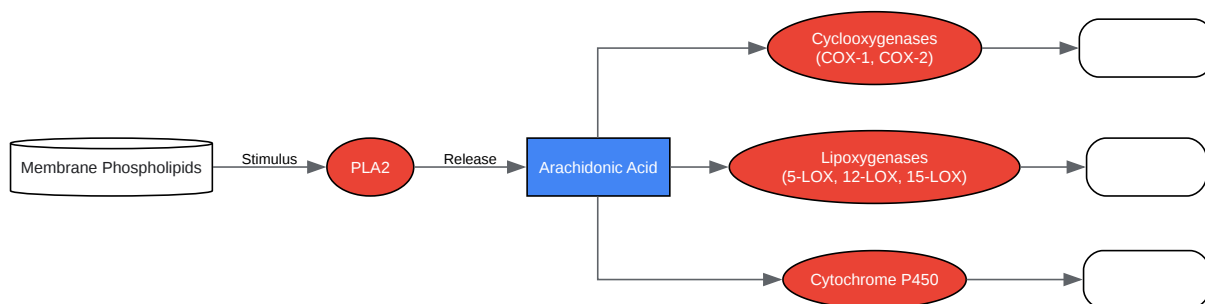 Cyclooxygenases
(COX-1, COX-2)
Membrane Phospholipids
Stimulus
PLA2
Release
Arachidonic Acid
Lipoxygenases
(5-LOX, 12-LOX, 15-LOX)
Cytochrome P450